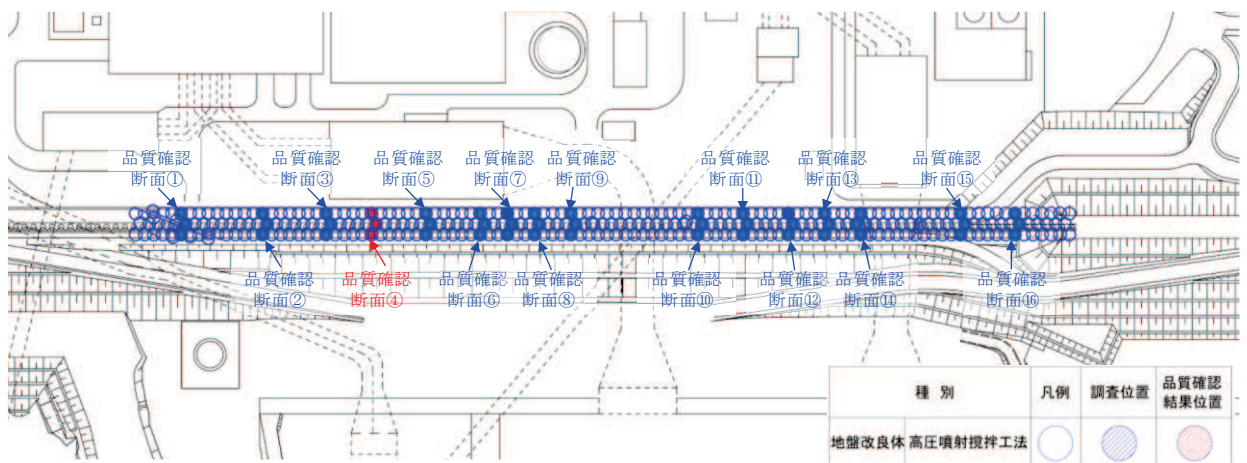 品質確認
断面①
品質確認
断面③
品質確認
断面⑤
品質確認
断面⑦
品質確認
断面⑨
品質確認
断面⑪
品質確認
断面⑬
品質確認
断面⑮
品質確認
断面②
品質確認
断面④
品質確認
断面⑥
品質確認
断面⑧
品質確認
断面⑩
品質確認
断面⑫
品質確認
断面⑭
品質確認
断面⑯
種 別 凡例 調査位置 品質確認
結果位置
地盤改良体 高圧噴射撹拌工法